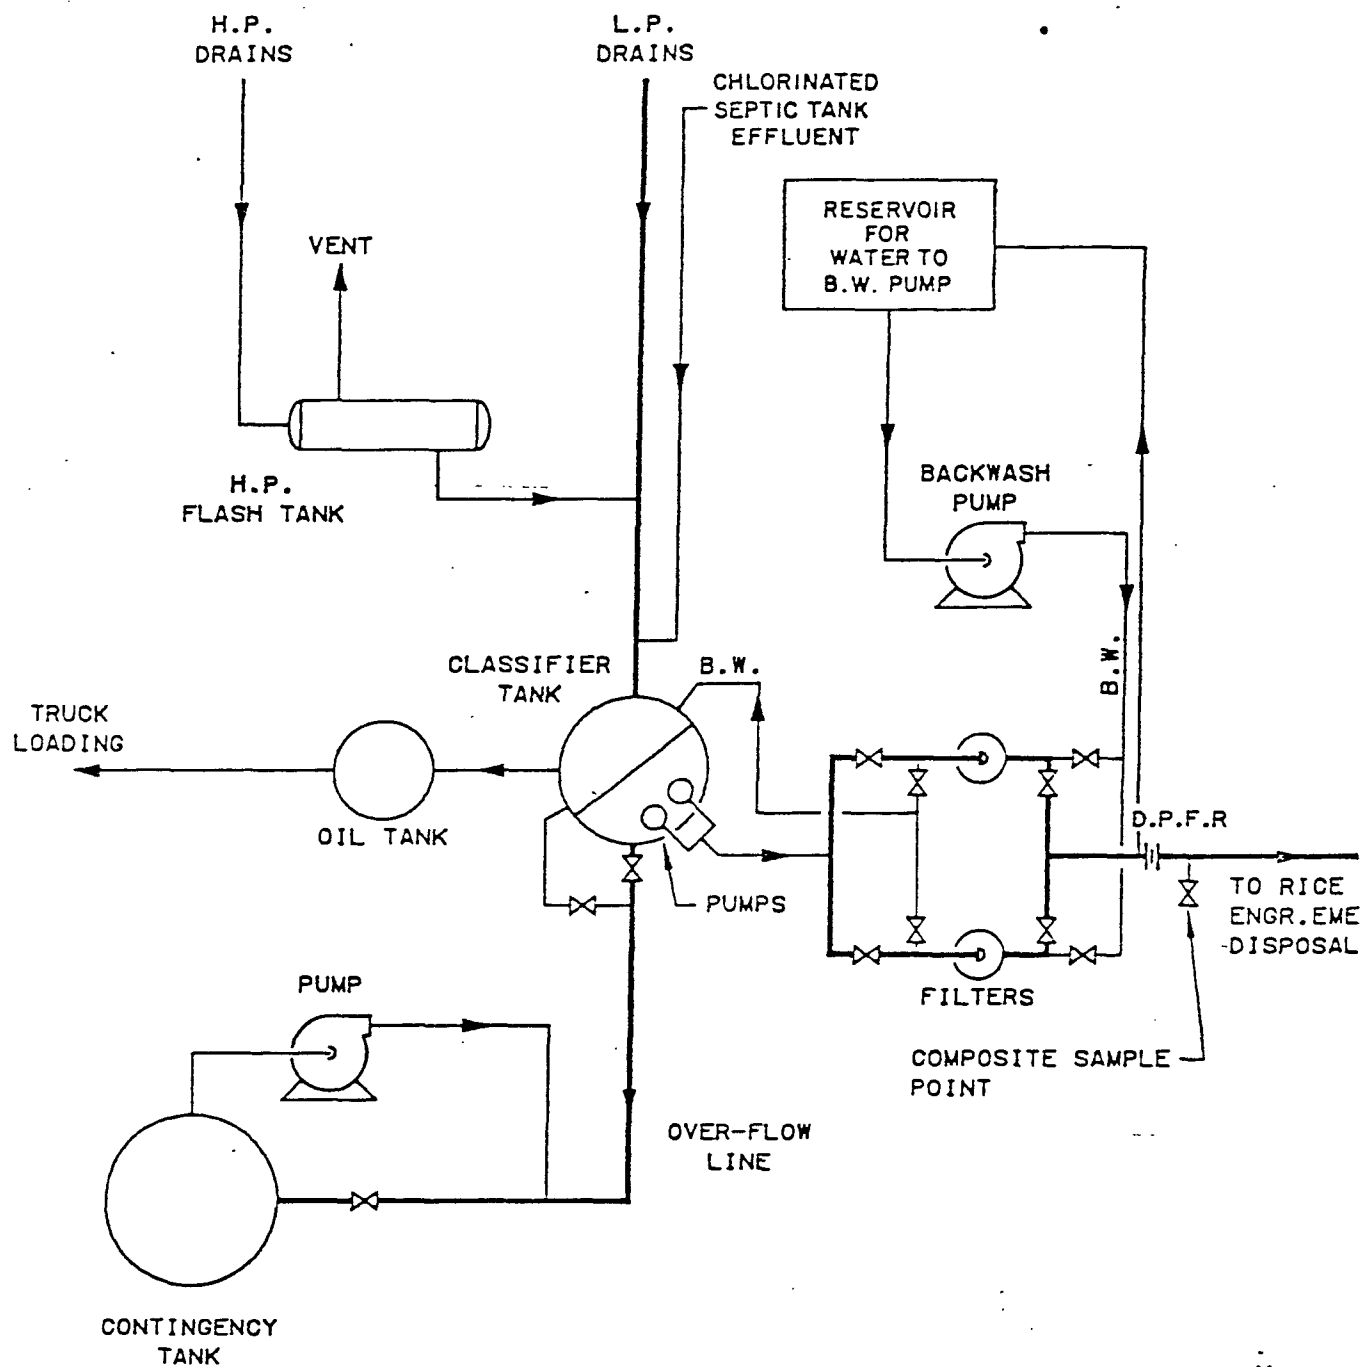 H.P.
DRAINS
L.P.
DRAINS
CHLORINATED
SEPTIC TANK
EFFLUENT
RESERVOIR
FOR
WATER TO
B.W. PUMP
VENT
H.P.
FLASH TANK
BACKWASH
PUMP
B.W.
CLASSIFIER
TANK
B.W.
TRUCK
LOADING
OIL TANK
D.P.F.R
PUMPS
TO RICE
ENGR.EME
DISPOSAL
FILTERS
PUMP
COMPOSITE SAMPLE
POINT
OVER-FLOW
LINE
CONTINGENCY
TANK